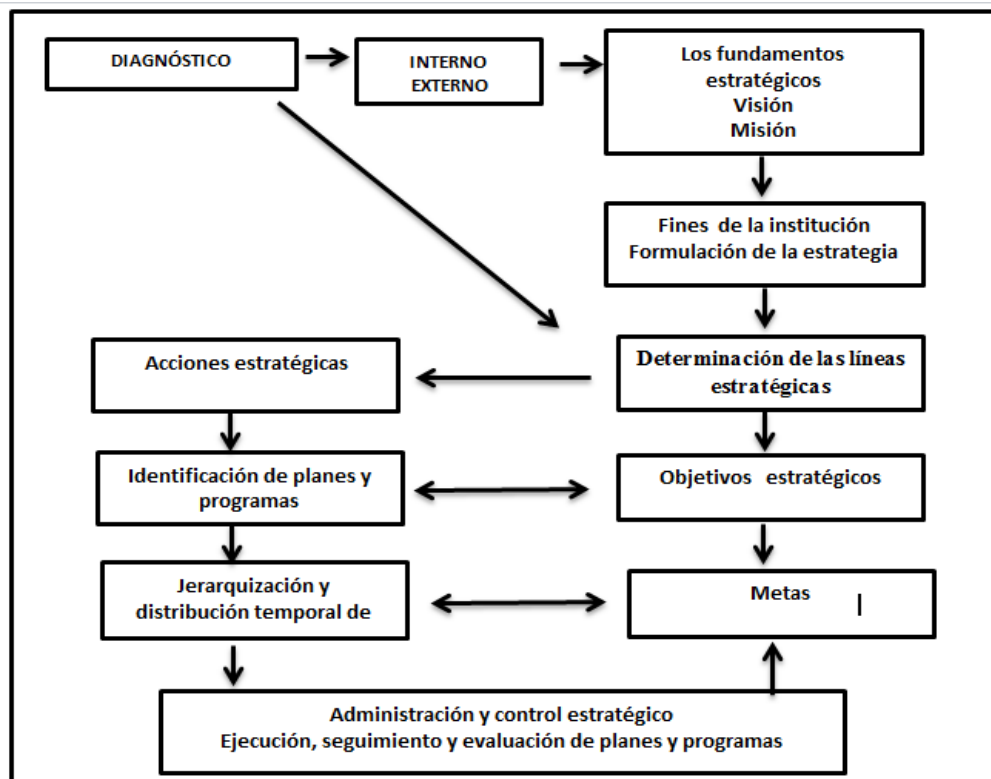 DIAGNÓSTICO
INTERNO
EXTERNO
Los fundamentos
estratégicos
Visión
Misión
Fines de la institución
Formulación de la estrategia
Determinación de las líneas
estratégicas
Acciones estratégicas
Identificación de planes y
programas
Objetivos estratégicos
Jerarquización y
distribución temporal de
Metas
Administración y control estratégico
Ejecución, seguimiento y evaluación de planes y programas